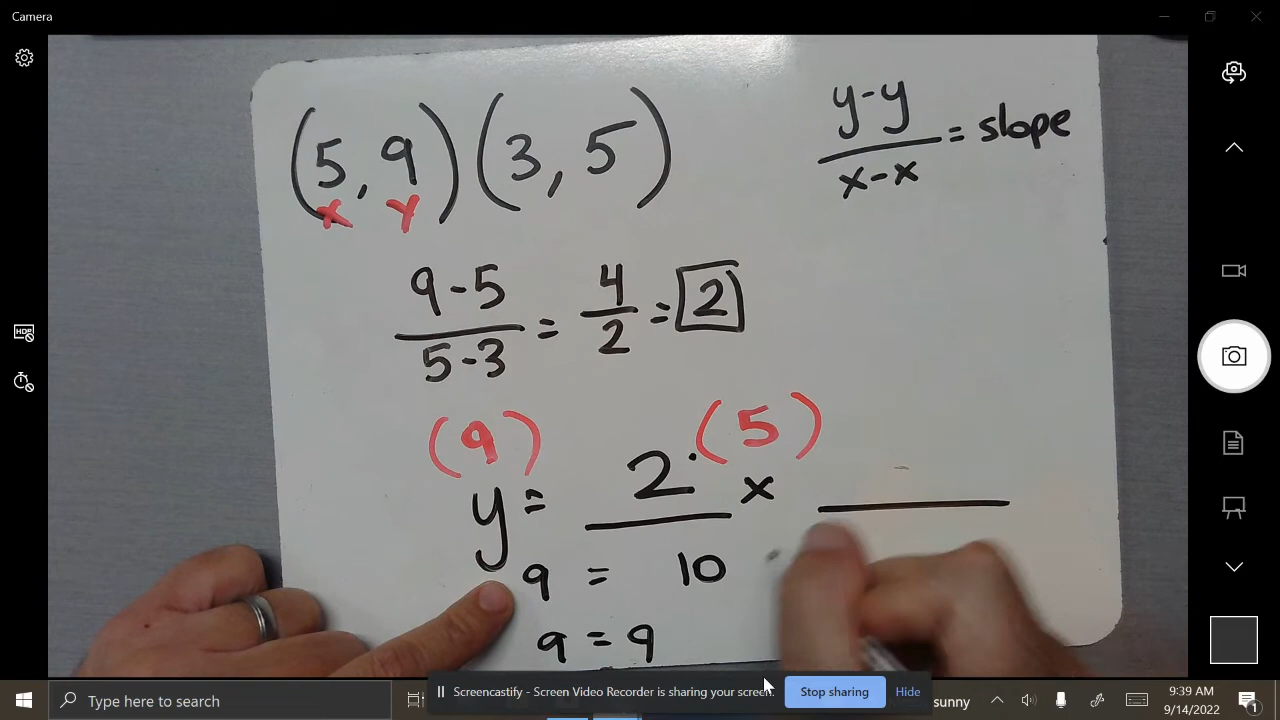 Camera
(5, 9) (3, 5)
x y
y-y
x-x
= slope
9-5
5-3
= 4
2
= 2
(9) (5)
y = 2 · x
9 = 10
9 = 9
HDR
Type here to search
Screencastify - Screen Video Recorder is sharing your screen.
Stop sharing
Hide
sunny
9:39 AM
9/14/2022
1